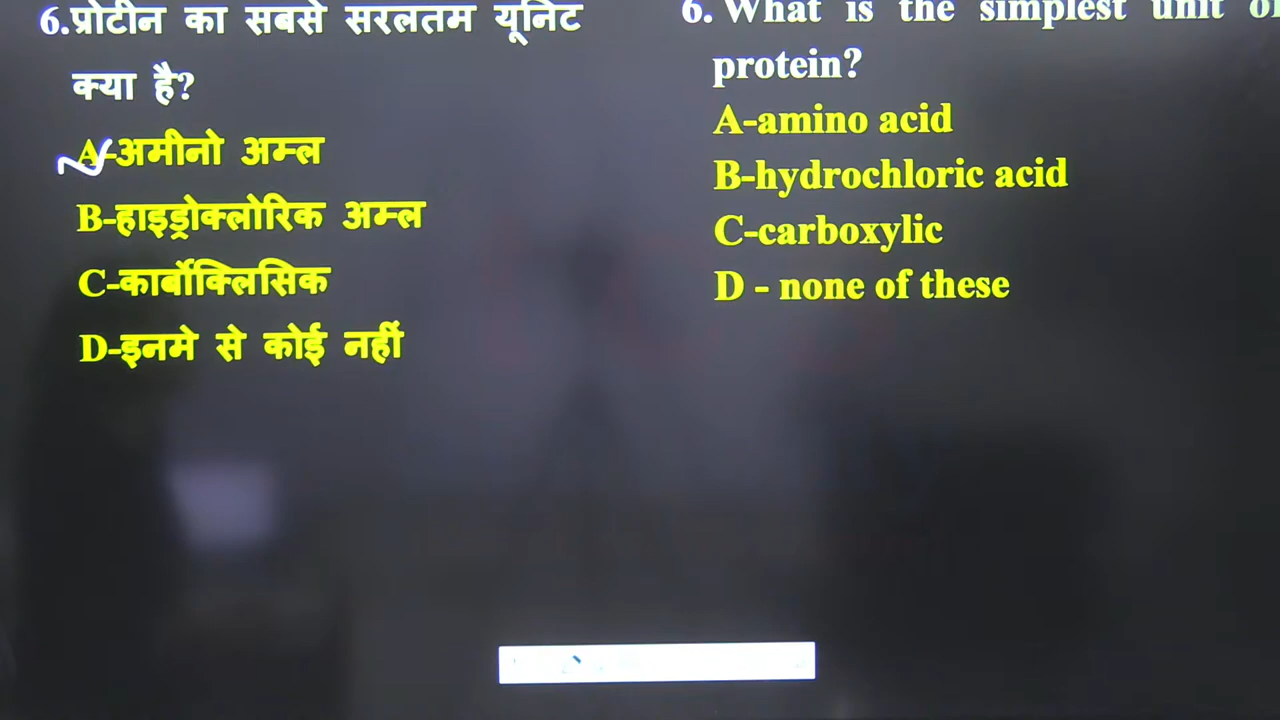 6.प्रोटीन का सबसे सरलतम यूनिट
क्या है?
A-अमीनो अम्ल
B-हाइड्रोक्लोरिक अम्ल
C-कार्बोक्लिसिक
D-इनमे से कोई नहीं
6. What is the simplest unit of
protein?
A-amino acid
B-hydrochloric acid
C-carboxylic
D - none of these